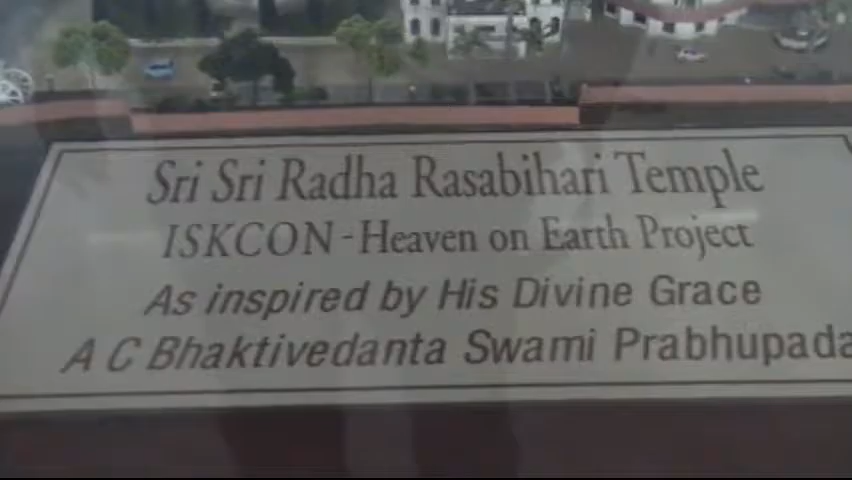 Sri Sri Radha Rasabihari Temple
ISKCON - Heaven on Earth Project
As inspired by His Divine Grace
A C Bhaktivedanta Swami Prabhupada